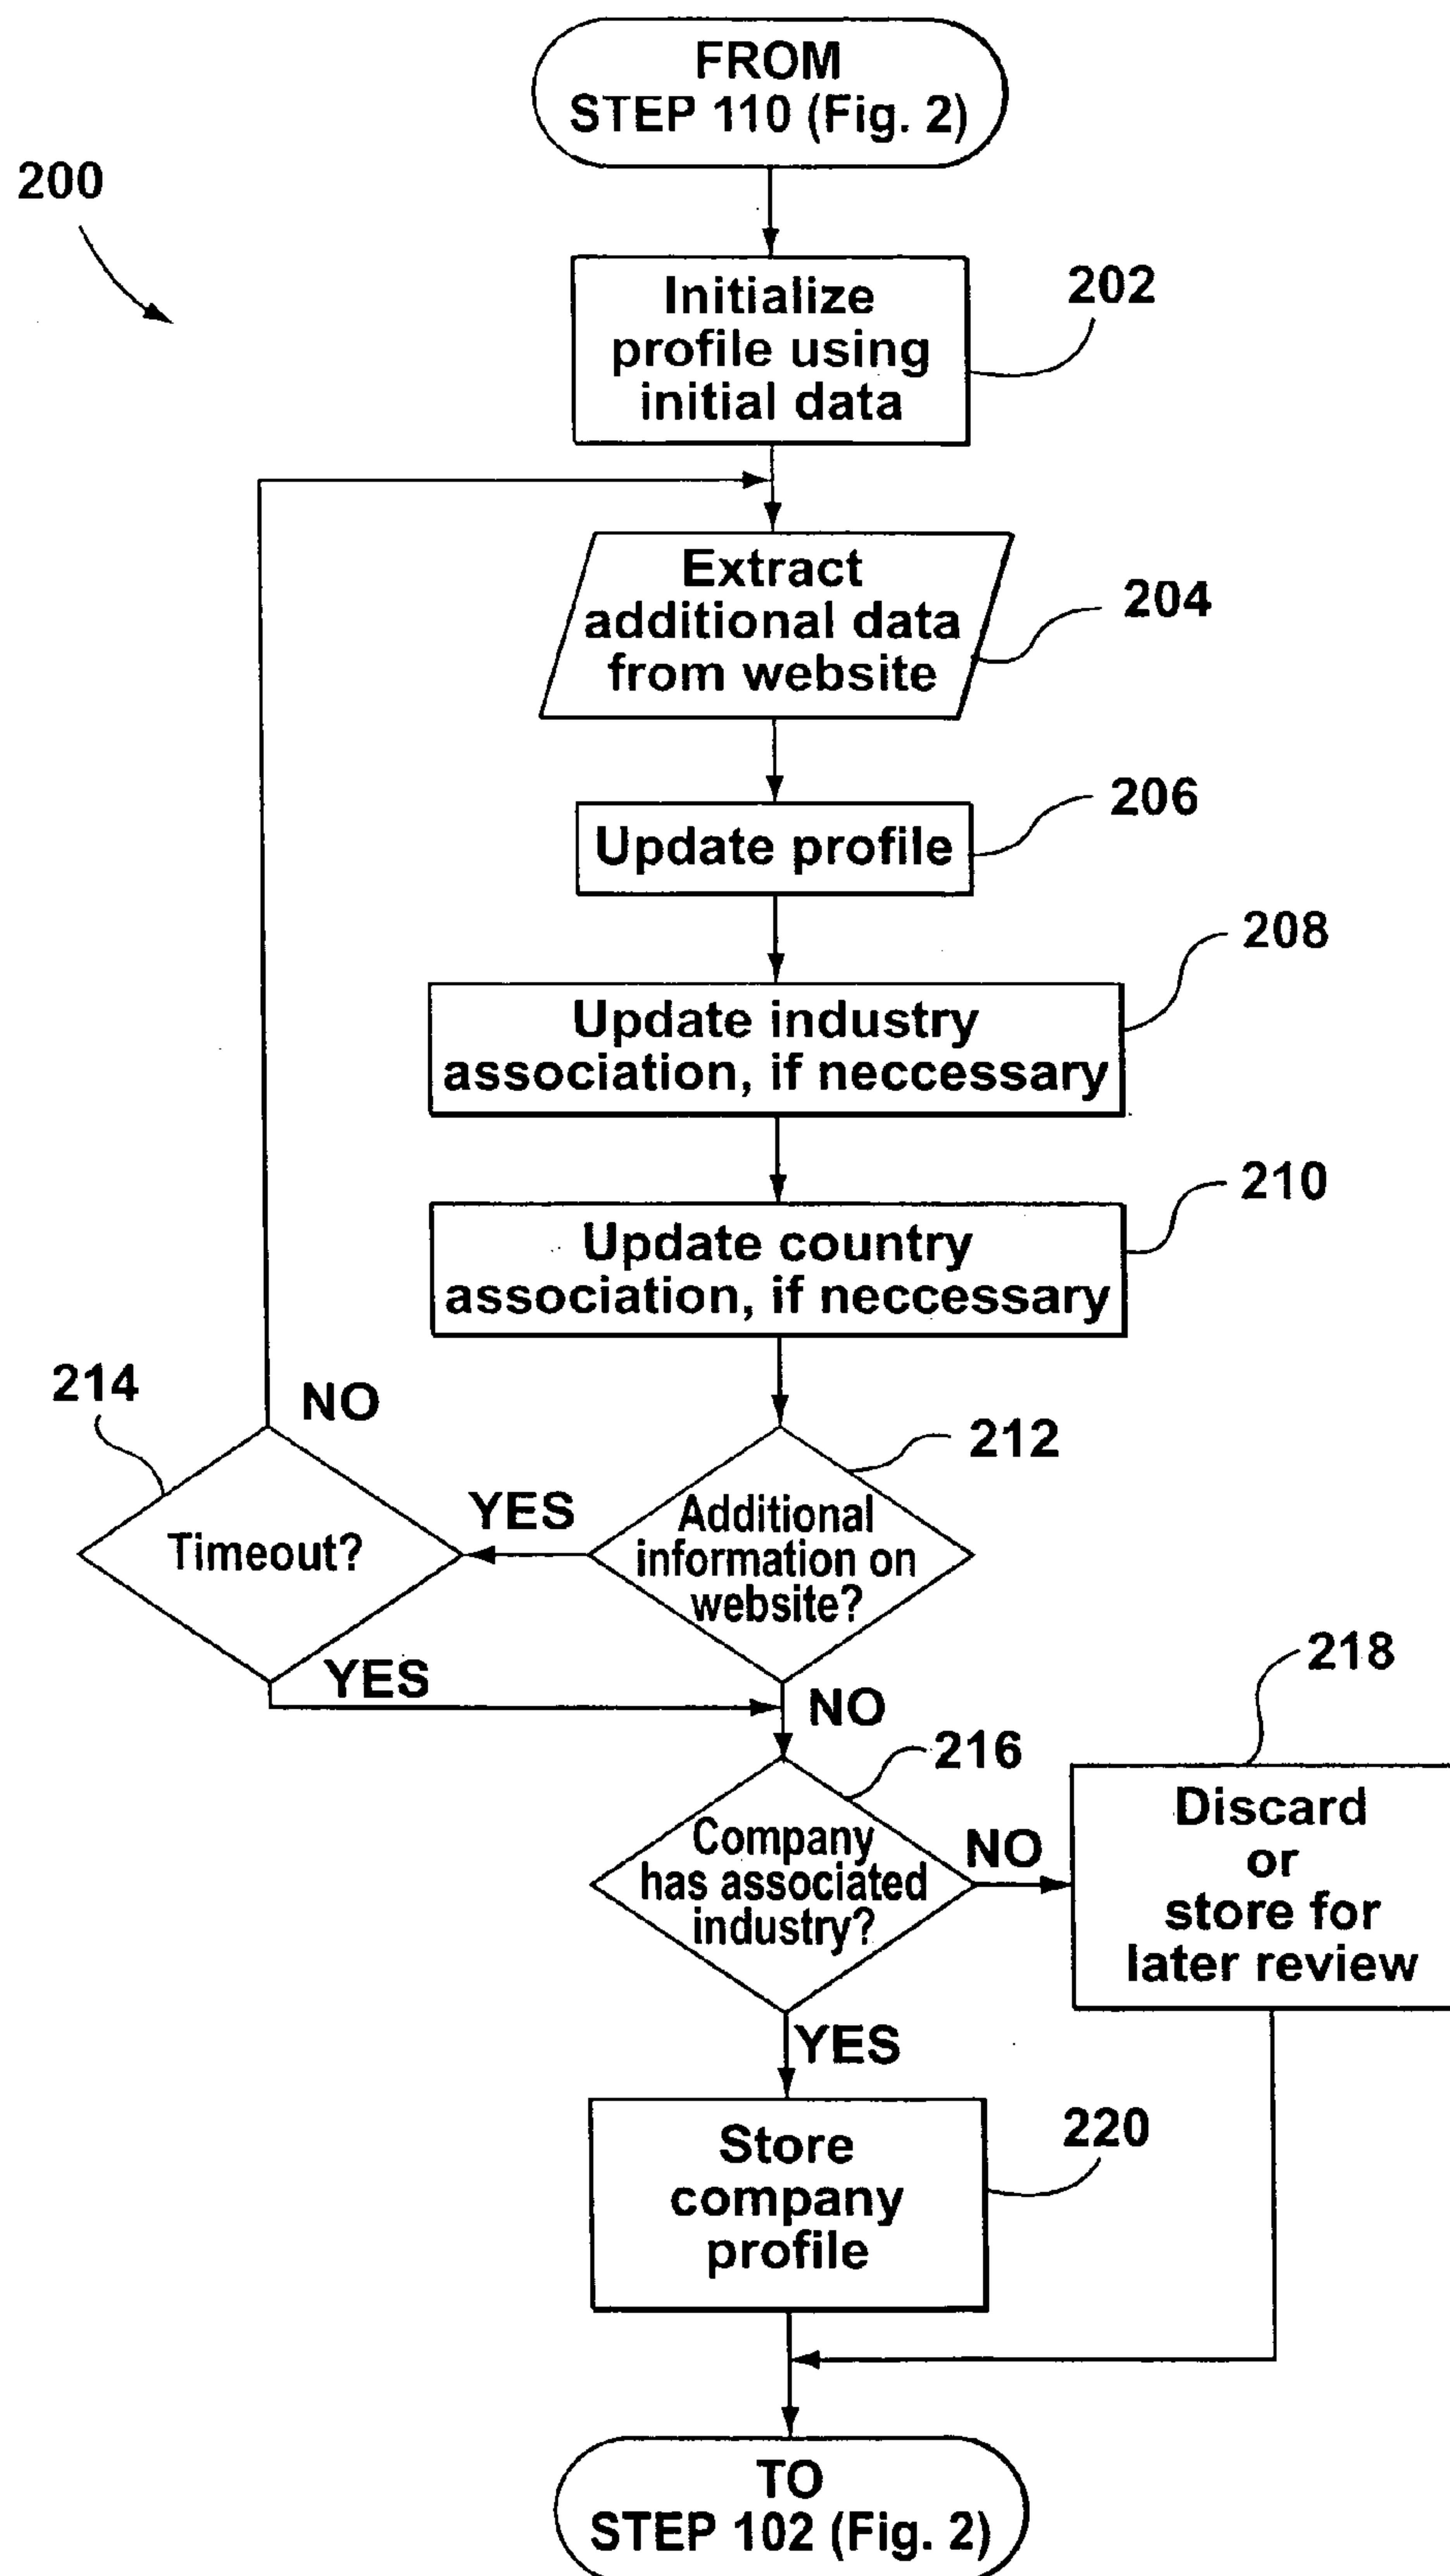 FROM
STEP 110 (Fig. 2)
200
Initialize
profile using
initial data
202
Extract
additional data
from website
204
Update profile
206
Update industry
association, if neccessary
208
Update country
association, if neccessary
210
214
NO
Timeout?
YES
Additional
information on
website?
212
YES
NO
Company
has associated
industry?
216
NO
218
Discard
or
store for
later review
YES
Store
company
profile
220
TO
STEP 102 (Fig. 2)